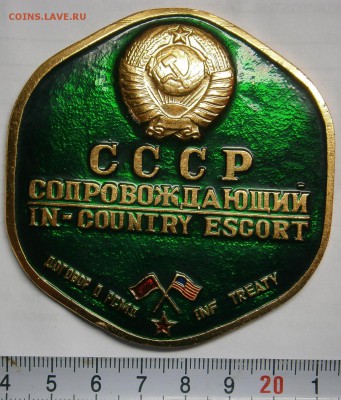 COINS.LAVE.RU
СССР
СОПРОВОЖДАЮЩИЙ
IN-COUNTRY ESCORT
ДОГОВОР О РСМД INF TREATY
4 5 6 7 8 9 20 1